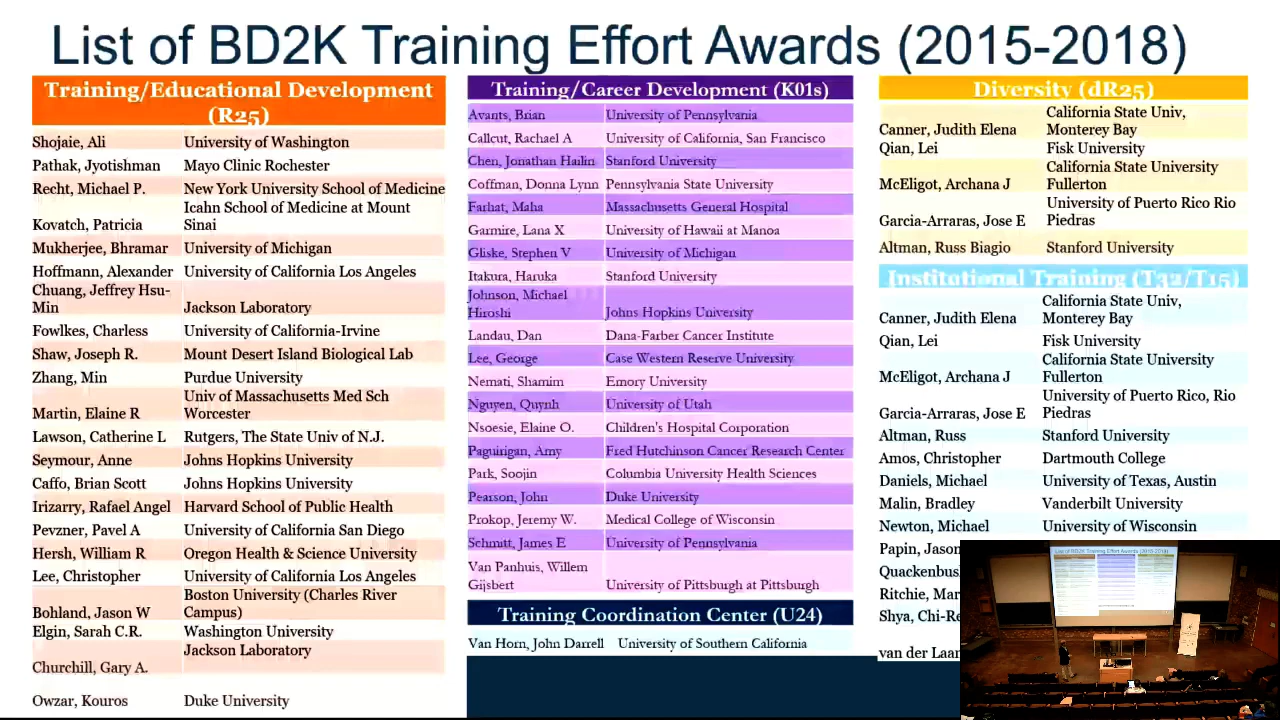 List of BD2K Training Effort Awards (2015-2018)
Training/Educational Development
(R25)
Shojaie, Ali University of Washington
Pathak, Jyotishman Mayo Clinic Rochester
Recht, Michael P. New York University School of Medicine
Kovatch, Patricia Icahn School of Medicine at Mount
Sinai
Mukherjee, Bhramar University of Michigan
Hoffmann, Alexander University of California Los Angeles
Chuang, Jeffrey Hsu-
Min Jackson Laboratory
Fowlkes, Charless University of California-Irvine
Shaw, Joseph R. Mount Desert Island Biological Lab
Zhang, Min Purdue University
Martin, Elaine R Univ of Massachusetts Med Sch
Worcester
Lawson, Catherine L Rutgers, The State Univ of N.J.
Seymour, Anne Johns Hopkins University
Caffo, Brian Scott Johns Hopkins University
Irizarry, Rafael Angel Harvard School of Public Health
Pevzner, Pavel A University of California San Diego
Hersh, William R Oregon Health & Science University
Lee, Christopher University of California Los Angeles
Bohland, Jason W Boston University (Charles River
Campus)
Elgin, Sarah C.R. Washington University
Churchill, Gary A. Jackson Laboratory
Owzar, Kouros Duke University
Training/Career Development (K01s)
Avants, Brian University of Pennsylvania
Callcut, Rachael A University of California, San Francisco
Chen, Jonathan Hailin Stanford University
Coffman, Donna Lynn Pennsylvania State University
Farhat, Maha Massachusetts General Hospital
Garmire, Lana X University of Hawaii at Manoa
Gliske, Stephen V University of Michigan
Itakura, Haruka Stanford University
Johnson, Michael
Hiroshi Johns Hopkins University
Landau, Dan Dana-Farber Cancer Institute
Lee, George Case Western Reserve University
Nemati, Shamim Emory University
Nguyen, Quynh University of Utah
Nsoesie, Elaine O. Children's Hospital Corporation
Paguirigan, Amy Fred Hutchinson Cancer Research Center
Park, Soojin Columbia University Health Sciences
Pearson, John Duke University
Prokop, Jeremy W. Medical College of Wisconsin
Schmitt, James E University of Pennsylvania
Van Panhuis, Willem
Gijsbert University of Pittsburgh at Pittsburgh
Training Coordination Center (U24)
Van Horn, John Darrell University of Southern California
Diversity (dR25)
Canner, Judith Elena California State Univ,
Monterey Bay
Qian, Lei Fisk University
McEligot, Archana J California State University
Fullerton
Garcia-Arraras, Jose E University of Puerto Rico Rio
Piedras
Altman, Russ Biagio Stanford University
Institutional Training (T32/T15)
Canner, Judith Elena California State Univ,
Monterey Bay
Qian, Lei Fisk University
McEligot, Archana J California State University
Fullerton
Garcia-Arraras, Jose E University of Puerto Rico, Rio
Piedras
Altman, Russ Stanford University
Amos, Christopher Dartmouth College
Daniels, Michael University of Texas, Austin
Malin, Bradley Vanderbilt University
Newton, Michael University of Wisconsin
Papin, Jason
Quackenbus
Ritchie, Mar
Shya, Chi-Re
van der Laan
List of BD2K Training Effort Awards (2015-2018)